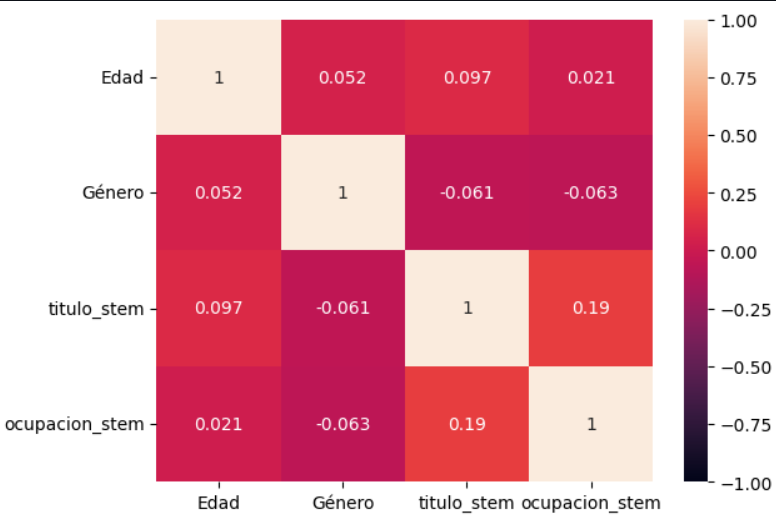 Edad 1 0.052 0.097 0.021
Género 0.052 1 -0.061 -0.063
titulo_stem 0.097 -0.061 1 0.19
ocupacion_stem 0.021 -0.063 0.19 1
Edad Género titulo_stem ocupacion_stem
1.00
0.75
0.50
0.25
0.00
−0.25
−0.50
−0.75
−1.00